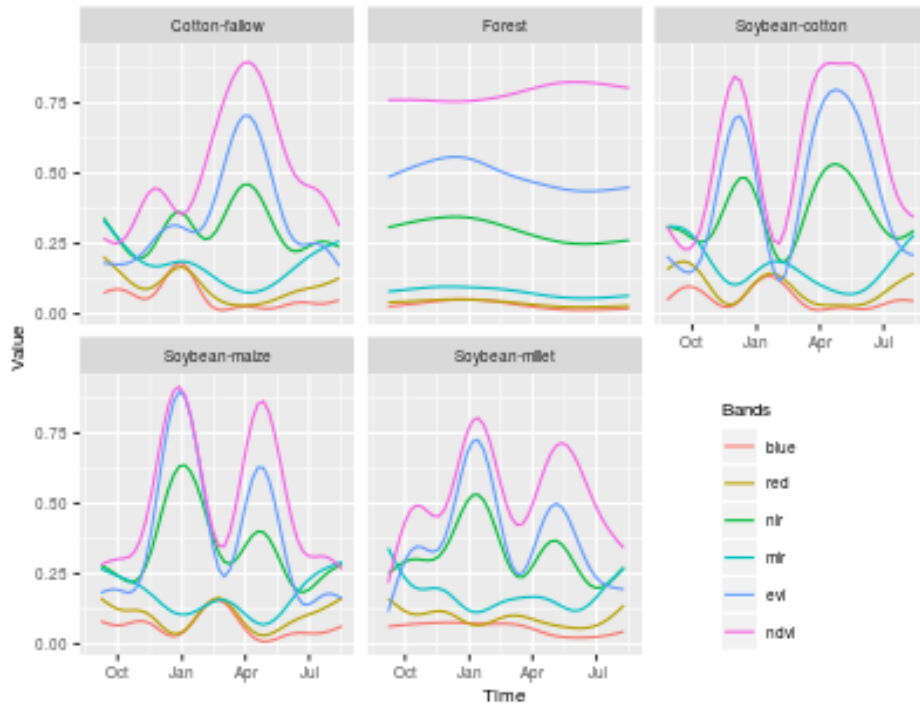 Cotton-fallow
Forest
Soybean-cotton
0.75
0.50
0.25
0.00
Oct
Jan
Apr
Jul
Value
Soybean-maize
Soybean-millet
0.75
0.50
0.25
0.00
Oct
Jan
Apr
Jul
Oct
Jan
Apr
Jul
Time
Bands
blue
red
nir
mir
evi
ndvi